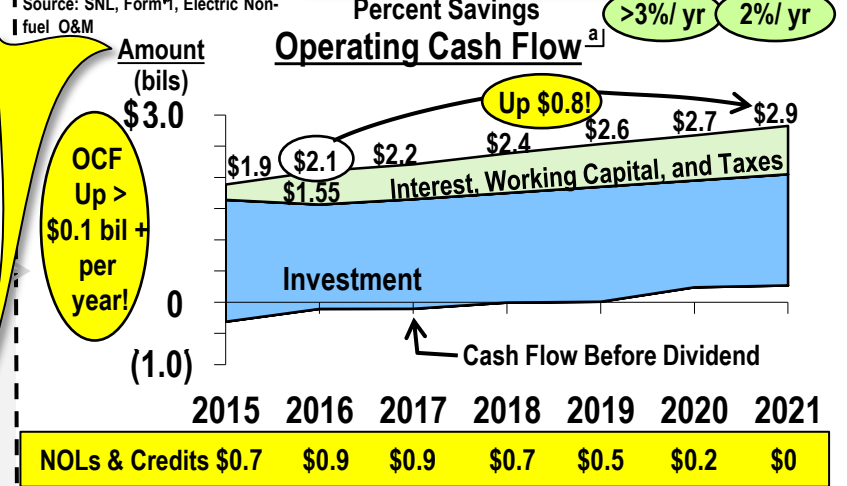 Source: SNL, Form 1, Electric Non-
fuel O&M
Percent Savings
>3%/ yr
2%/ yr
Operating Cash Flow a]
Amount
(bils)
$3.0
0
(1.0)
OCF
Up >
$0.1 bil +
per
year!
Up $0.8!
$1.9
$2.1
$2.2
$2.4
$2.6
$2.7
$2.9
$1.55
Interest, Working Capital, and Taxes
Investment
Cash Flow Before Dividend
2015 2016 2017 2018 2019 2020 2021
NOLs & Credits $0.7 $0.9 $0.9 $0.7 $0.5 $0.2 $0